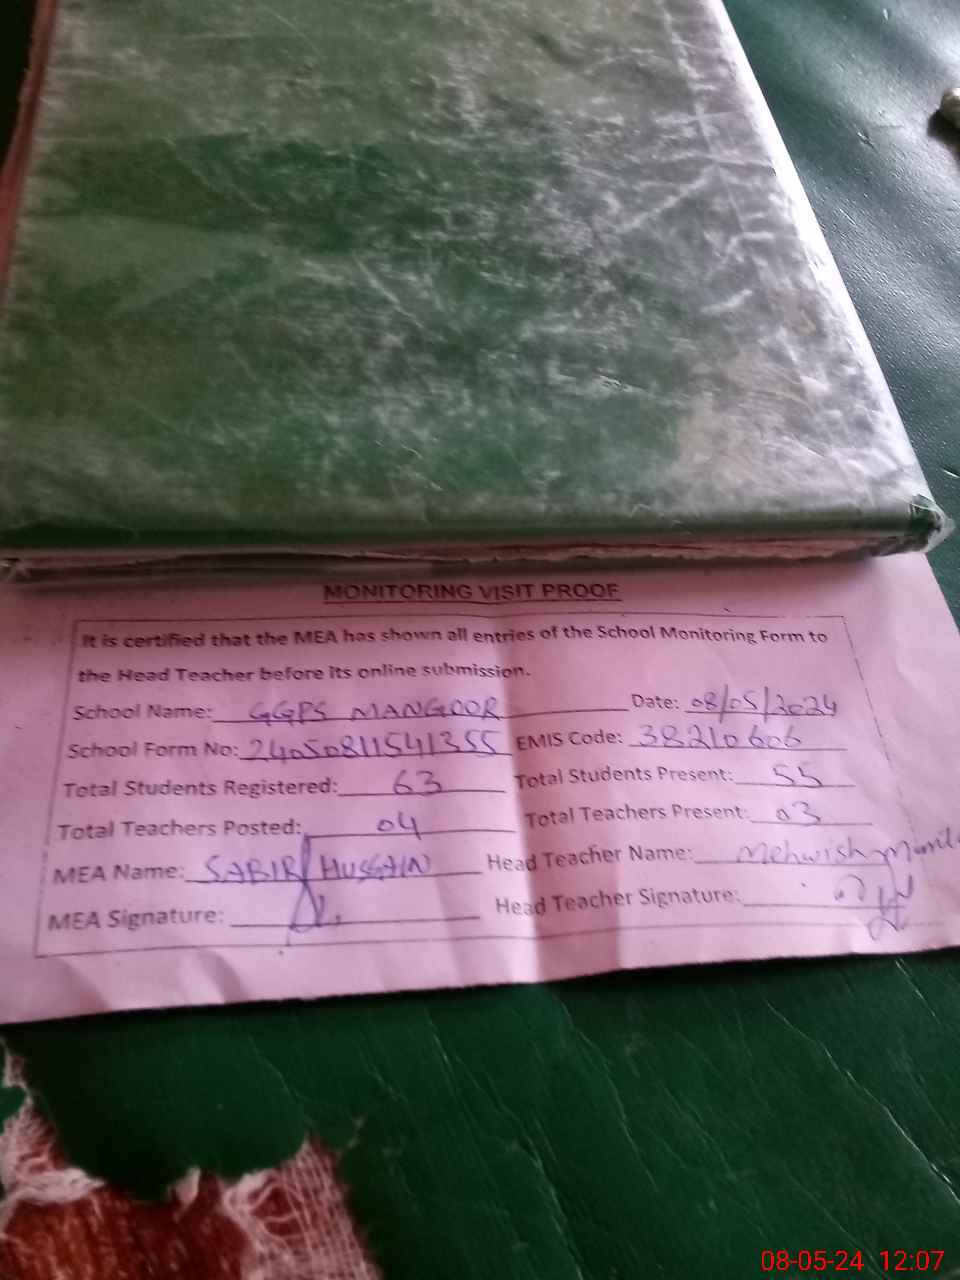 MONITORING VISIT PROOF
It is certified that the MEA has shown all entries of the School Monitoring Form to
the Head Teacher before its online submission.
School Name: GGPS MANGOOR Date: 08/05/2024
School Form No: 24050811541355 EMIS Code: 38210606
Total Students Registered: 63 Total Students Present: 55
Total Teachers Posted: 04 Total Teachers Present: 03
MEA Name: SABIR HUSSAIN Head Teacher Name: Mehwish
MEA Signature: Head Teacher Signature:
08-05-24 12:07